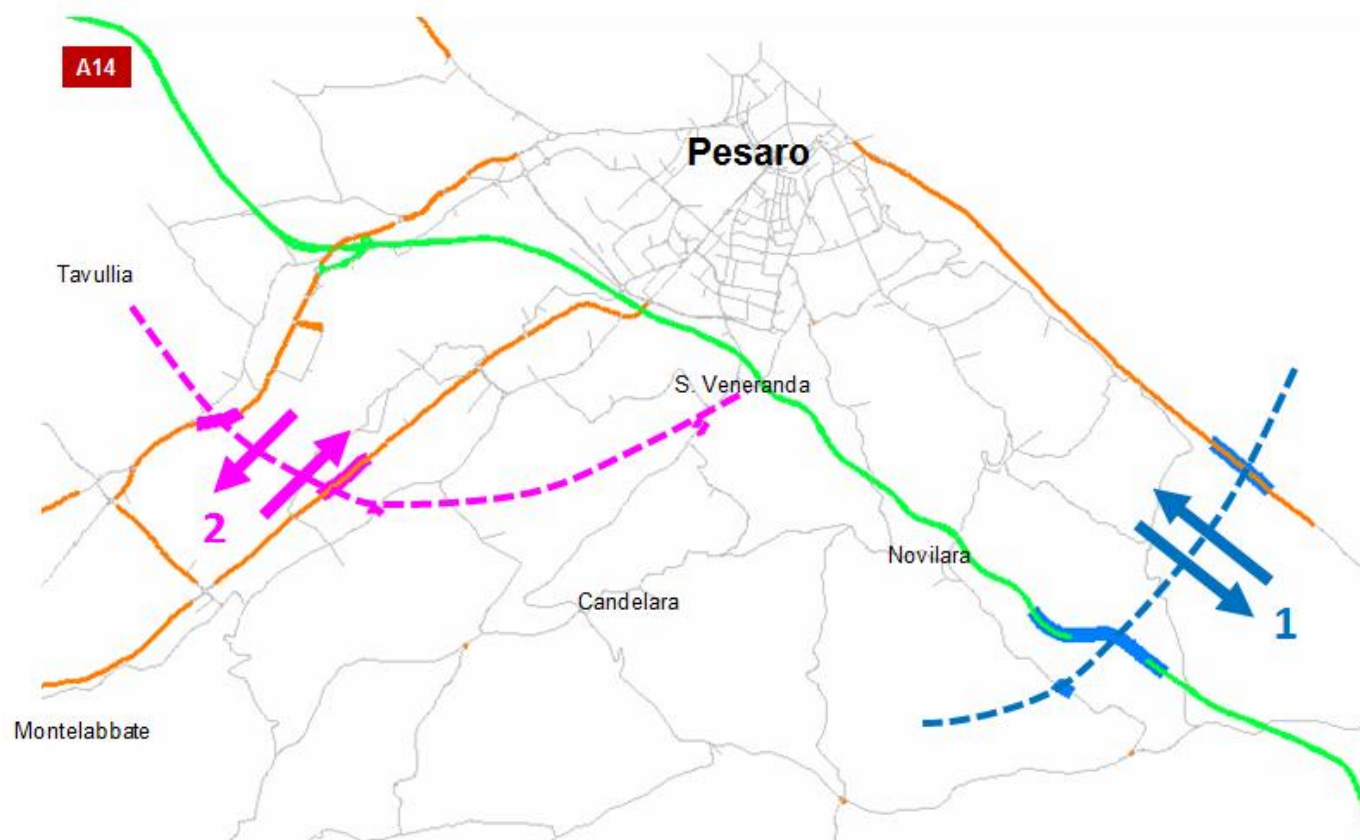 A14
Pesaro
Tavullia
S. Veneranda
2
Novilara
Candelara
1
Montelabbate